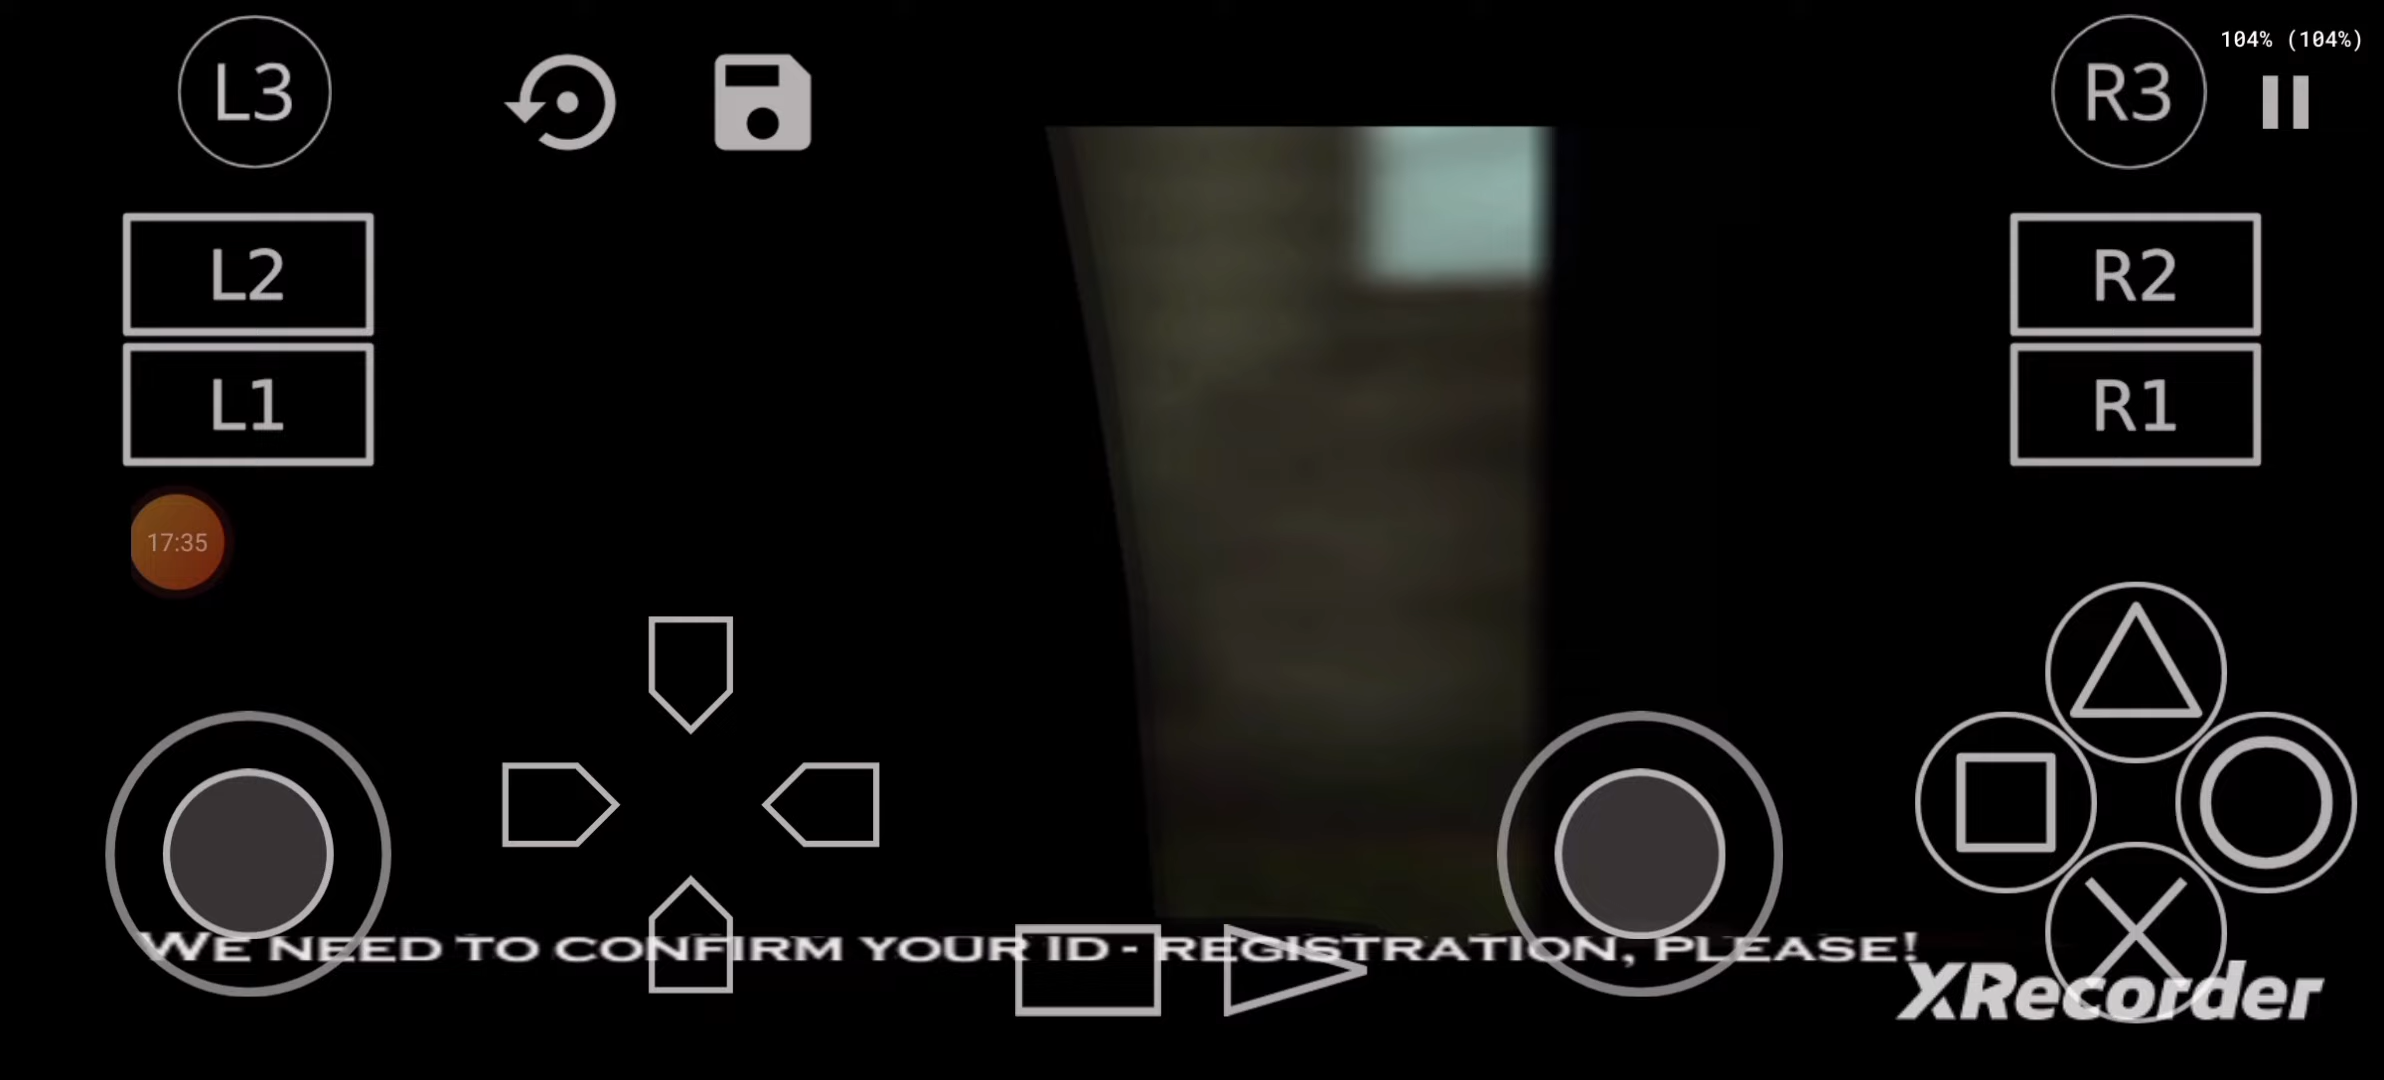 L3
R3
104% (104%)
L2
R2
L1
R1
17:35
WE NEED TO CONFIRM YOUR ID - REGISTRATION, PLEASE!
XRecorder